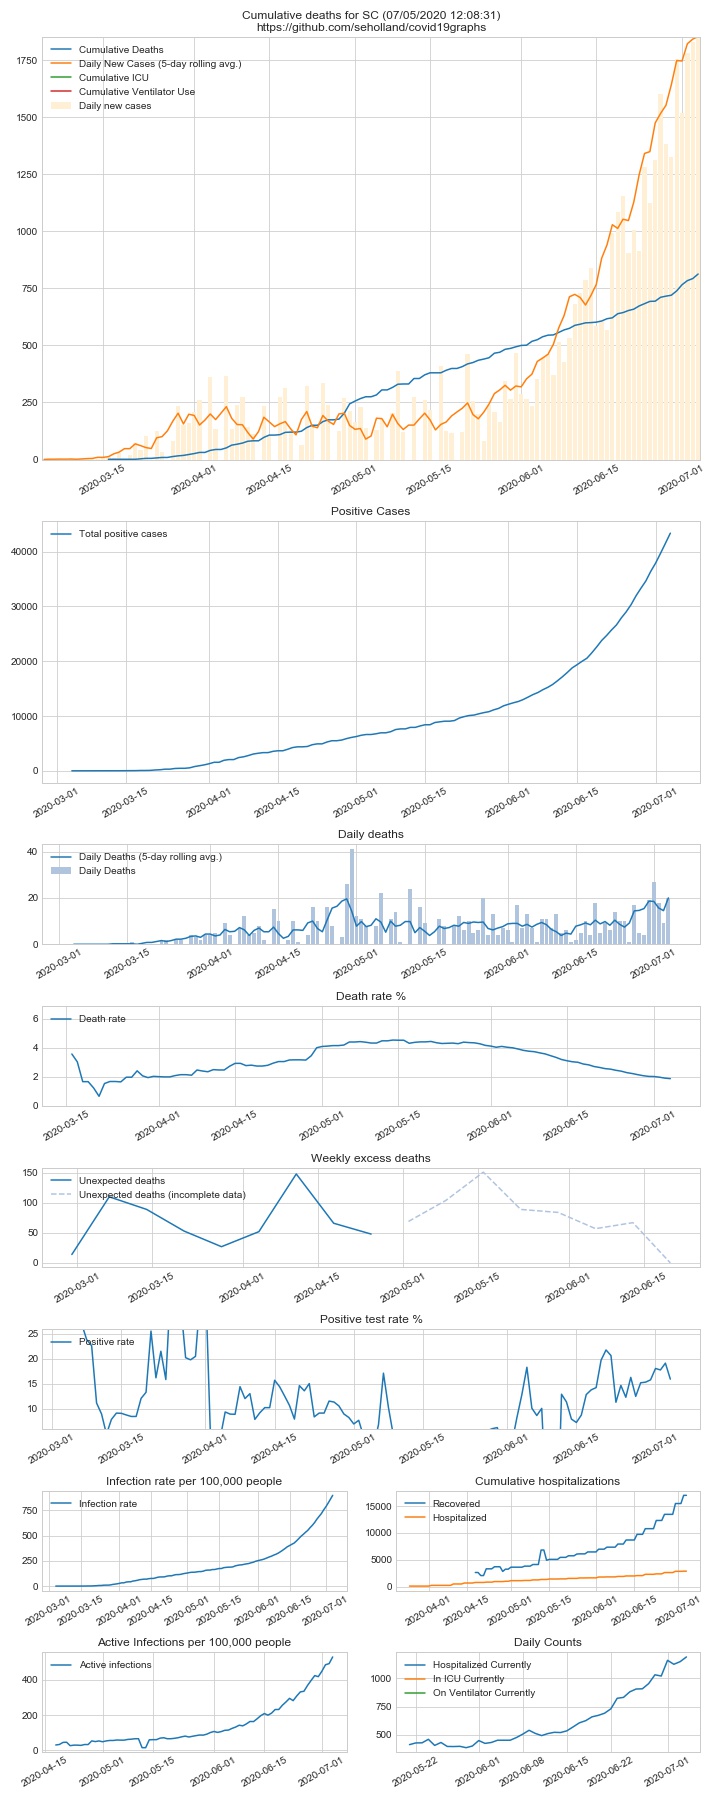 Cumulative deaths for SC (07/05/2020 12:08:31)
https://github.com/seholland/covid19graphs
Cumulative Deaths
Daily New Cases (5-day rolling avg.)
Cumulative ICU
Cumulative Ventilator Use
Daily new cases
1750
1500
1250
1000
750
500
250
0
2020-03-15 2020-04-01 2020-04-15 2020-05-01 2020-05-15 2020-06-01 2020-06-15 2020-07-01
Positive Cases
Total positive cases
40000
30000
20000
10000
0
2020-03-01 2020-03-15 2020-04-01 2020-04-15 2020-05-01 2020-05-15 2020-06-01 2020-06-15 2020-07-01
Daily deaths
Daily Deaths (5-day rolling avg.)
Daily Deaths
40
20
0
2020-03-01 2020-03-15 2020-04-01 2020-04-15 2020-05-01 2020-05-15 2020-06-01 2020-06-15 2020-07-01
Death rate %
Death rate
6
4
2
0
2020-03-15 2020-04-01 2020-04-15 2020-05-01 2020-05-15 2020-06-01 2020-06-15 2020-07-01
Weekly excess deaths
Unexpected deaths
Unexpected deaths (incomplete data)
150
100
50
0
2020-03-01 2020-03-15 2020-04-01 2020-04-15 2020-05-01 2020-05-15 2020-06-01 2020-06-15
Positive test rate %
Positive rate
25
20
15
10
2020-03-01 2020-03-15 2020-04-01 2020-04-15 2020-05-01 2020-05-15 2020-06-01 2020-06-15 2020-07-01
Infection rate per 100,000 people
Infection rate
750
500
250
0
2020-03-01 2020-03-15 2020-04-01 2020-04-15 2020-05-01 2020-05-15 2020-06-01 2020-06-15 2020-07-01
Cumulative hospitalizations
Recovered
Hospitalized
15000
10000
5000
0
2020-04-01 2020-04-15 2020-05-01 2020-05-15 2020-06-01 2020-06-15 2020-07-01
Active Infections per 100,000 people
Active infections
400
200
0
2020-04-15 2020-05-01 2020-05-15 2020-06-01 2020-06-15 2020-07-01
Daily Counts
Hospitalized Currently
In ICU Currently
On Ventilator Currently
1000
750
500
2020-05-22 2020-06-01 2020-06-08 2020-06-15 2020-06-22 2020-07-01